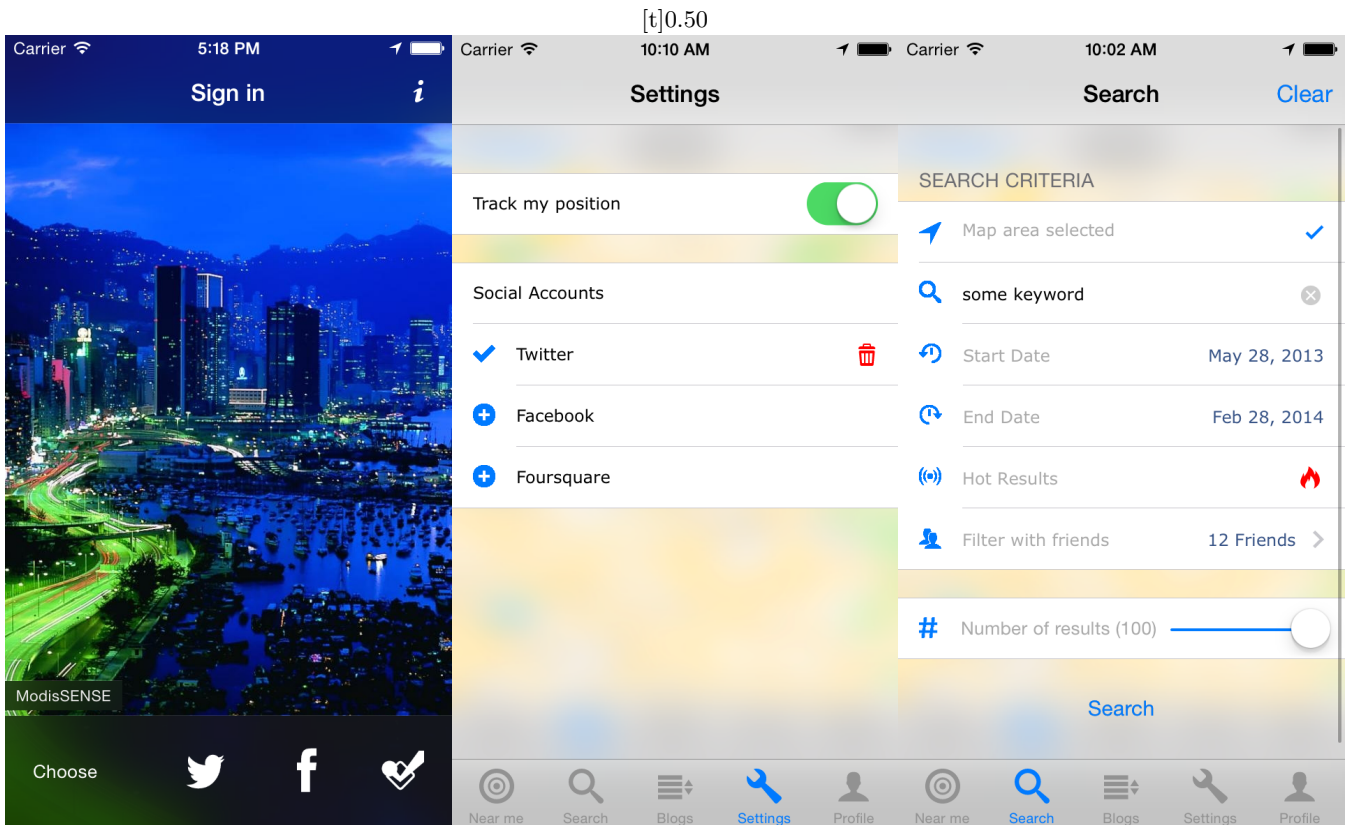 [t]0.50
Carrier 5:18 PM
Sign in i
ModisSENSE
Choose
Carrier 10:10 AM
Settings
Track my position
Social Accounts
Twitter
Facebook
Foursquare
Near me Search Blogs Settings Profile
Carrier 10:02 AM
Search Clear
SEARCH CRITERIA
Map area selected
some keyword
Start Date May 28, 2013
End Date Feb 28, 2014
Hot Results
Filter with friends 12 Friends
# Number of results (100)
Search
Near me Search Blogs Settings Profile